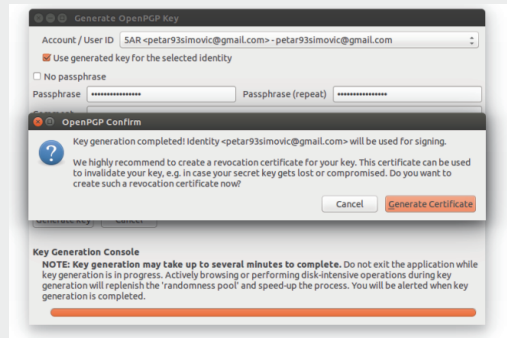 Generate OpenPGP Key
Account / User ID SAR <petar93simovic@gmail.com> - petar93simovic@gmail.com
Use generated key for the selected identity
No passphrase
Passphrase •••••••••••••••• Passphrase (repeat) ••••••••••••••••
Comment
OpenPGP Confirm
Key generation completed! Identity <petar93simovic@gmail.com> will be used for signing.
We highly recommend to create a revocation certificate for your key. This certificate can be used
to invalidate your key, e.g. in case your secret key gets lost or compromised. Do you want to
create such a revocation certificate now?
Cancel Generate Certificate
Generate key Cancel
Key Generation Console
NOTE: Key generation may take up to several minutes to complete. Do not exit the application while
key generation is in progress. Actively browsing or performing disk-intensive operations during key
generation will replenish the 'randomness pool' and speed-up the process. You will be alerted when key
generation is completed.